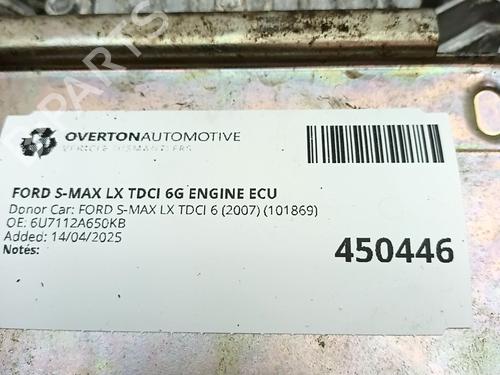 OVERTONAUTOMOTIVE
VEHICLE DISMANTLERS
FORD S-MAX LX TDCI 6G ENGINE ECU
Donor Car: FORD S-MAX LX TDCI 6 (2007) (101869)
OE: 6U7112A650KB
Added: 14/04/2025
Notes:
450446